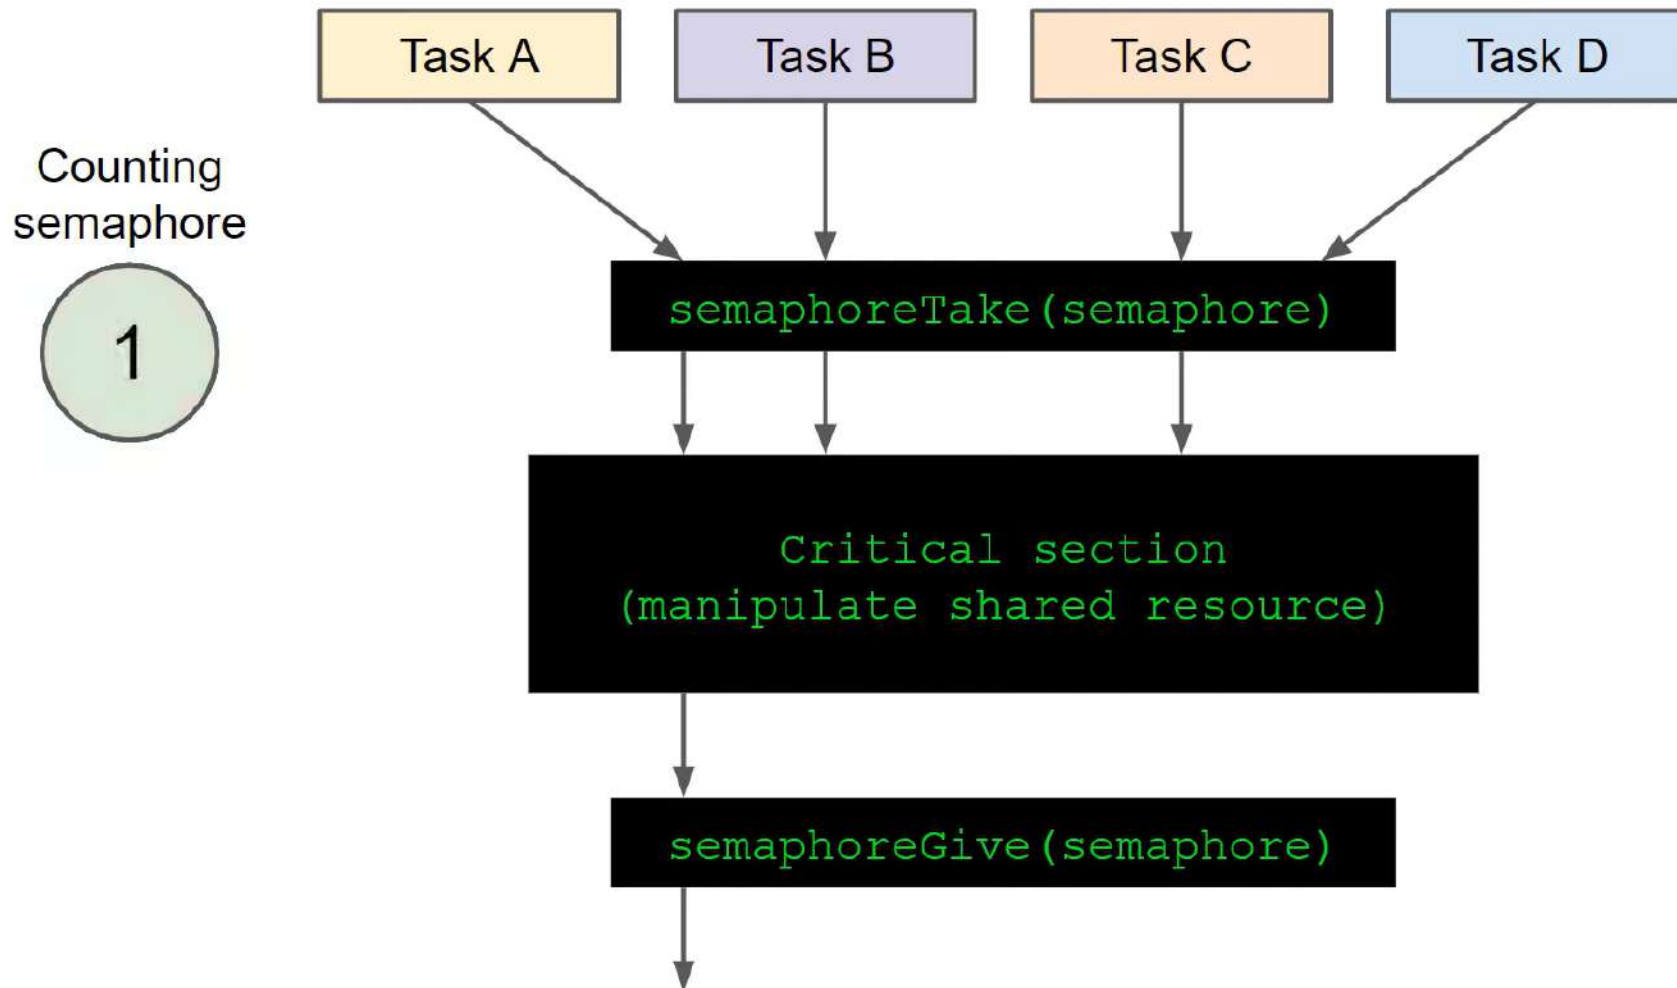 Task A
Task B
Task C
Task D
Counting
semaphore
1
semaphoreTake(semaphore)
Critical section
(manipulate shared resource)
semaphoreGive(semaphore)